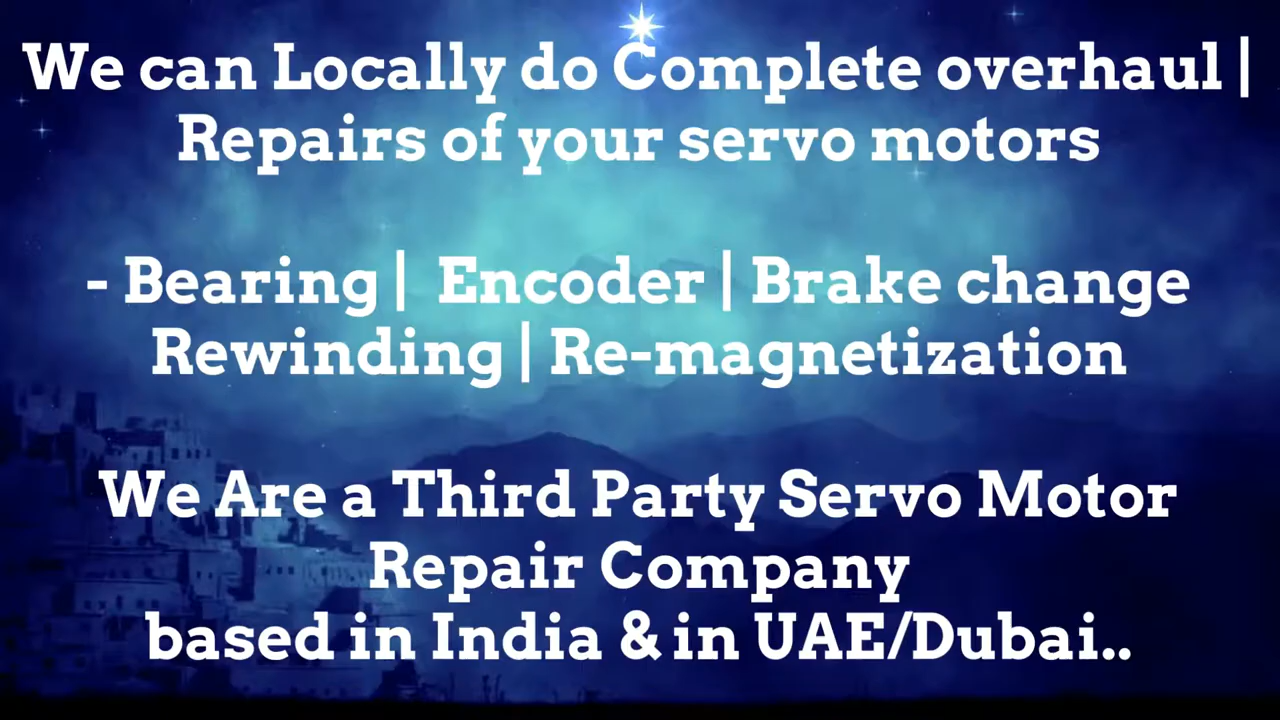 We can Locally do Complete overhaul |
Repairs of your servo motors
- Bearing | Encoder | Brake change
Rewinding | Re-magnetization
We Are a Third Party Servo Motor
Repair Company
based in India & in UAE/Dubai..